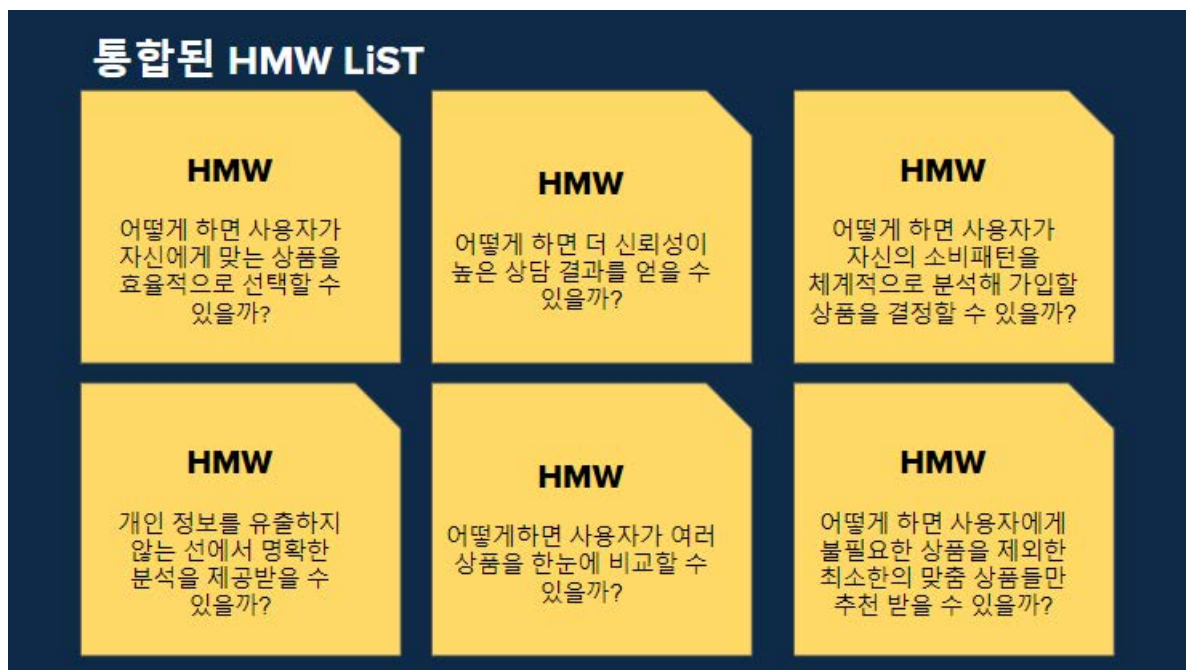 통합된 HMW LiST
HMW
어떻게 하면 사용자가
자신에게 맞는 상품을
효율적으로 선택할 수
있을까?
HMW
어떻게 하면 더 신뢰성이
높은 상담 결과를 얻을 수
있을까?
HMW
어떻게 하면 사용자가
자신의 소비패턴을
체계적으로 분석해 가입할
상품을 결정할 수 있을까?
HMW
개인 정보를 유출하지
않는 선에서 명확한
분석을 제공받을 수
있을까?
HMW
어떻게하면 사용자가 여러
상품을 한눈에 비교할 수
있을까?
HMW
어떻게 하면 사용자에게
불필요한 상품을 제외한
최소한의 맞춤 상품들만
추천 받을 수 있을까?